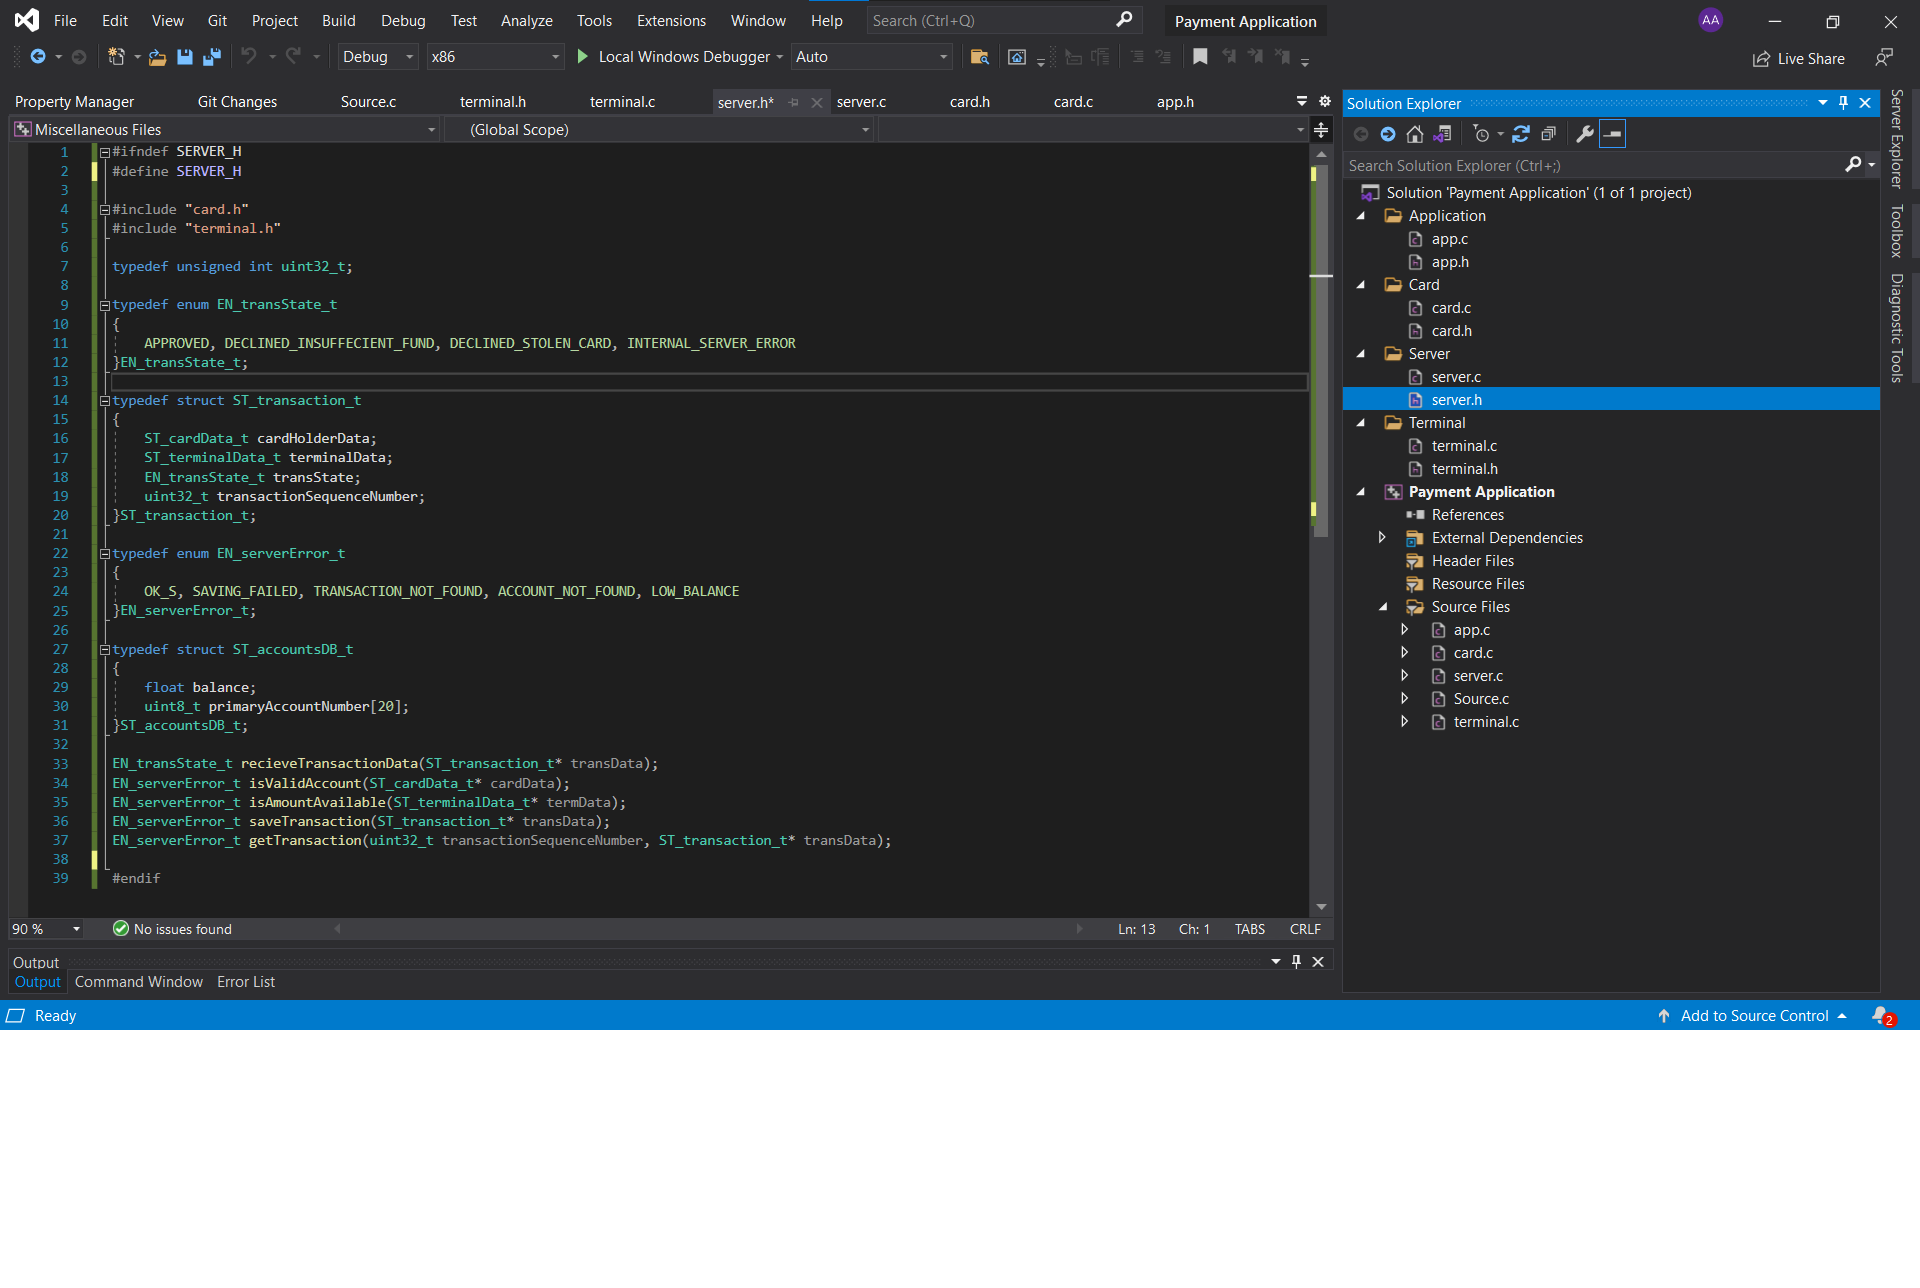 File Edit View Git Project Build Debug Test Analyze Tools Extensions Window Help Search (Ctrl+Q) Payment Application AA
Debug x86 Local Windows Debugger Auto Live Share
Property Manager Git Changes Source.c terminal.h terminal.c server.h* server.c card.h card.c app.h
Miscellaneous Files (Global Scope)
1 #ifndef SERVER_H
2 #define SERVER_H
3
4 #include "card.h"
5 #include "terminal.h"
6
7 typedef unsigned int uint32_t;
8
9 typedef enum EN_transState_t
10 {
11 APPROVED, DECLINED_INSUFFECIENT_FUND, DECLINED_STOLEN_CARD, INTERNAL_SERVER_ERROR
12 }EN_transState_t;
13
14 typedef struct ST_transaction_t
15 {
16 ST_cardData_t cardHolderData;
17 ST_terminalData_t terminalData;
18 EN_transState_t transState;
19 uint32_t transactionSequenceNumber;
20 }ST_transaction_t;
21
22 typedef enum EN_serverError_t
23 {
24 OK_S, SAVING_FAILED, TRANSACTION_NOT_FOUND, ACCOUNT_NOT_FOUND, LOW_BALANCE
25 }EN_serverError_t;
26
27 typedef struct ST_accountsDB_t
28 {
29 float balance;
30 uint8_t primaryAccountNumber[20];
31 }ST_accountsDB_t;
32
33 EN_transState_t recieveTransactionData(ST_transaction_t* transData);
34 EN_serverError_t isValidAccount(ST_cardData_t* cardData);
35 EN_serverError_t isAmountAvailable(ST_terminalData_t* termData);
36 EN_serverError_t saveTransaction(ST_transaction_t* transData);
37 EN_serverError_t getTransaction(uint32_t transactionSequenceNumber, ST_transaction_t* transData);
38
39 #endif
90 % No issues found Ln: 13 Ch: 1 TABS CRLF
Output
Output Command Window Error List
Solution Explorer
Search Solution Explorer (Ctrl+;)
Solution 'Payment Application' (1 of 1 project)
Application
app.c
app.h
Card
card.c
card.h
Server
server.c
server.h
Terminal
terminal.c
terminal.h
Payment Application
References
External Dependencies
Header Files
Resource Files
Source Files
app.c
card.c
server.c
Source.c
terminal.c
Server Explorer
Toolbox
Diagnostic Tools
Ready Add to Source Control 2